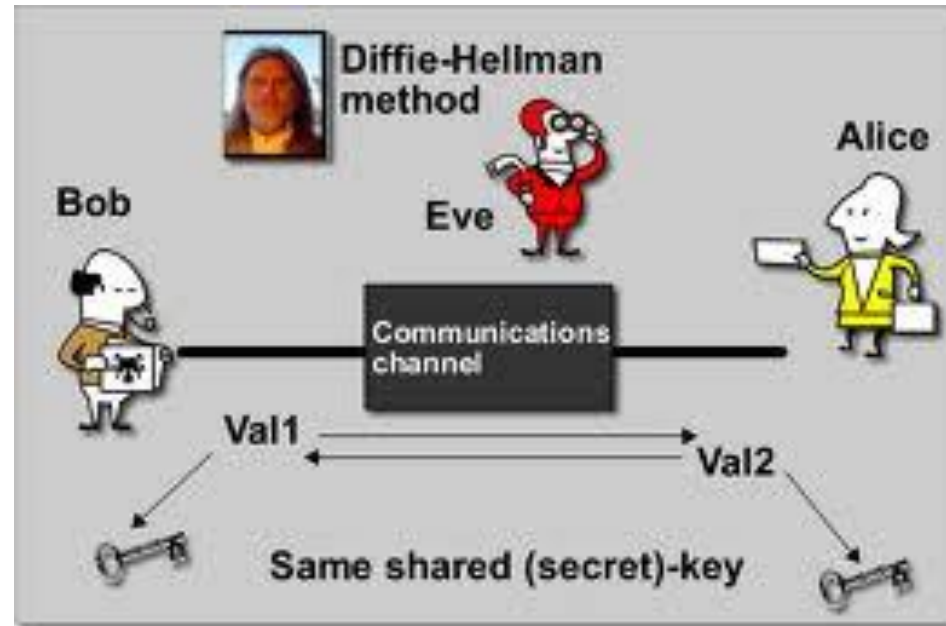 Diffie-Hellman
method
Alice
Bob
Eve
Communications
channel
Val1
Val2
Same shared (secret)-key